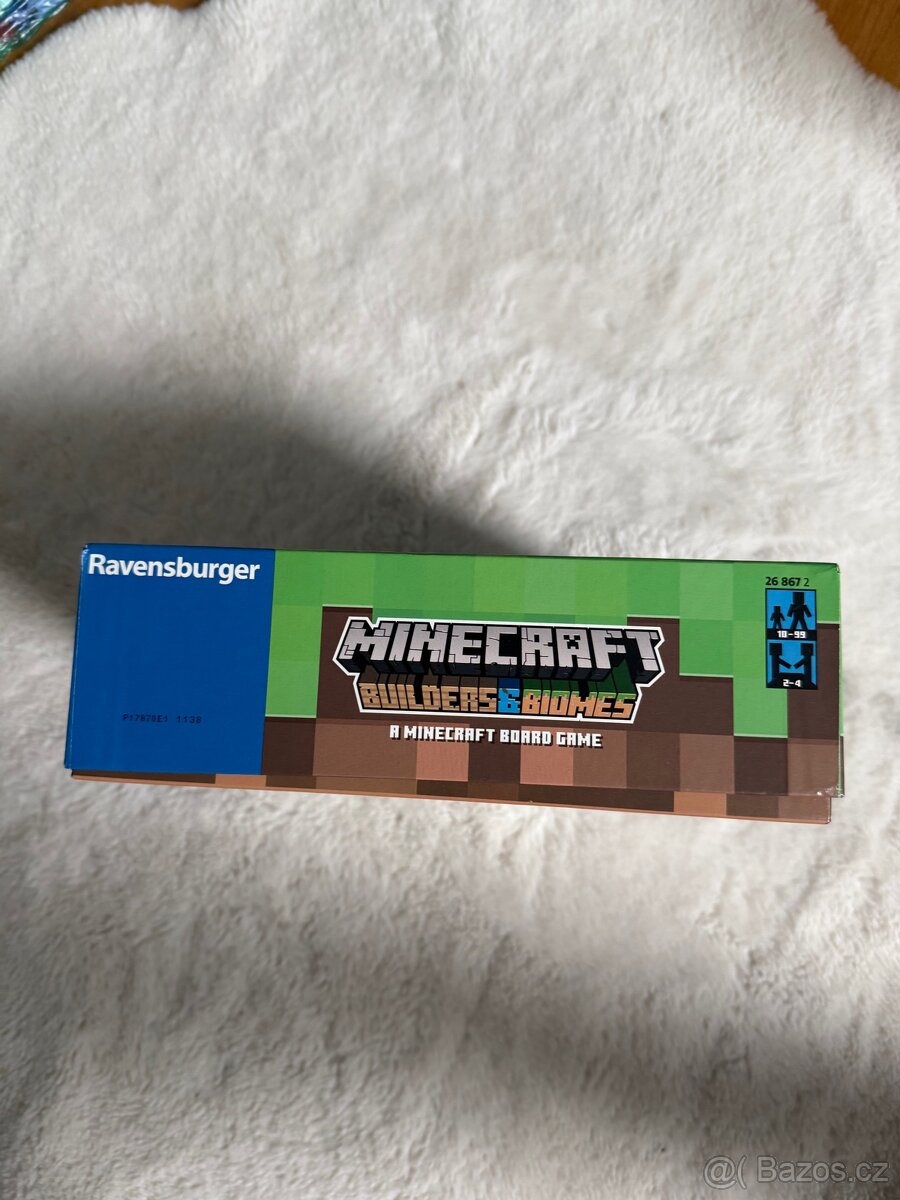 Ravensburger
P17878E1 1138
MINECRAFT
BUILDERS & BIOMES
A MINECRAFT BOARD GAME
26 867 2
10-99
2-4
@( Bazos.cz